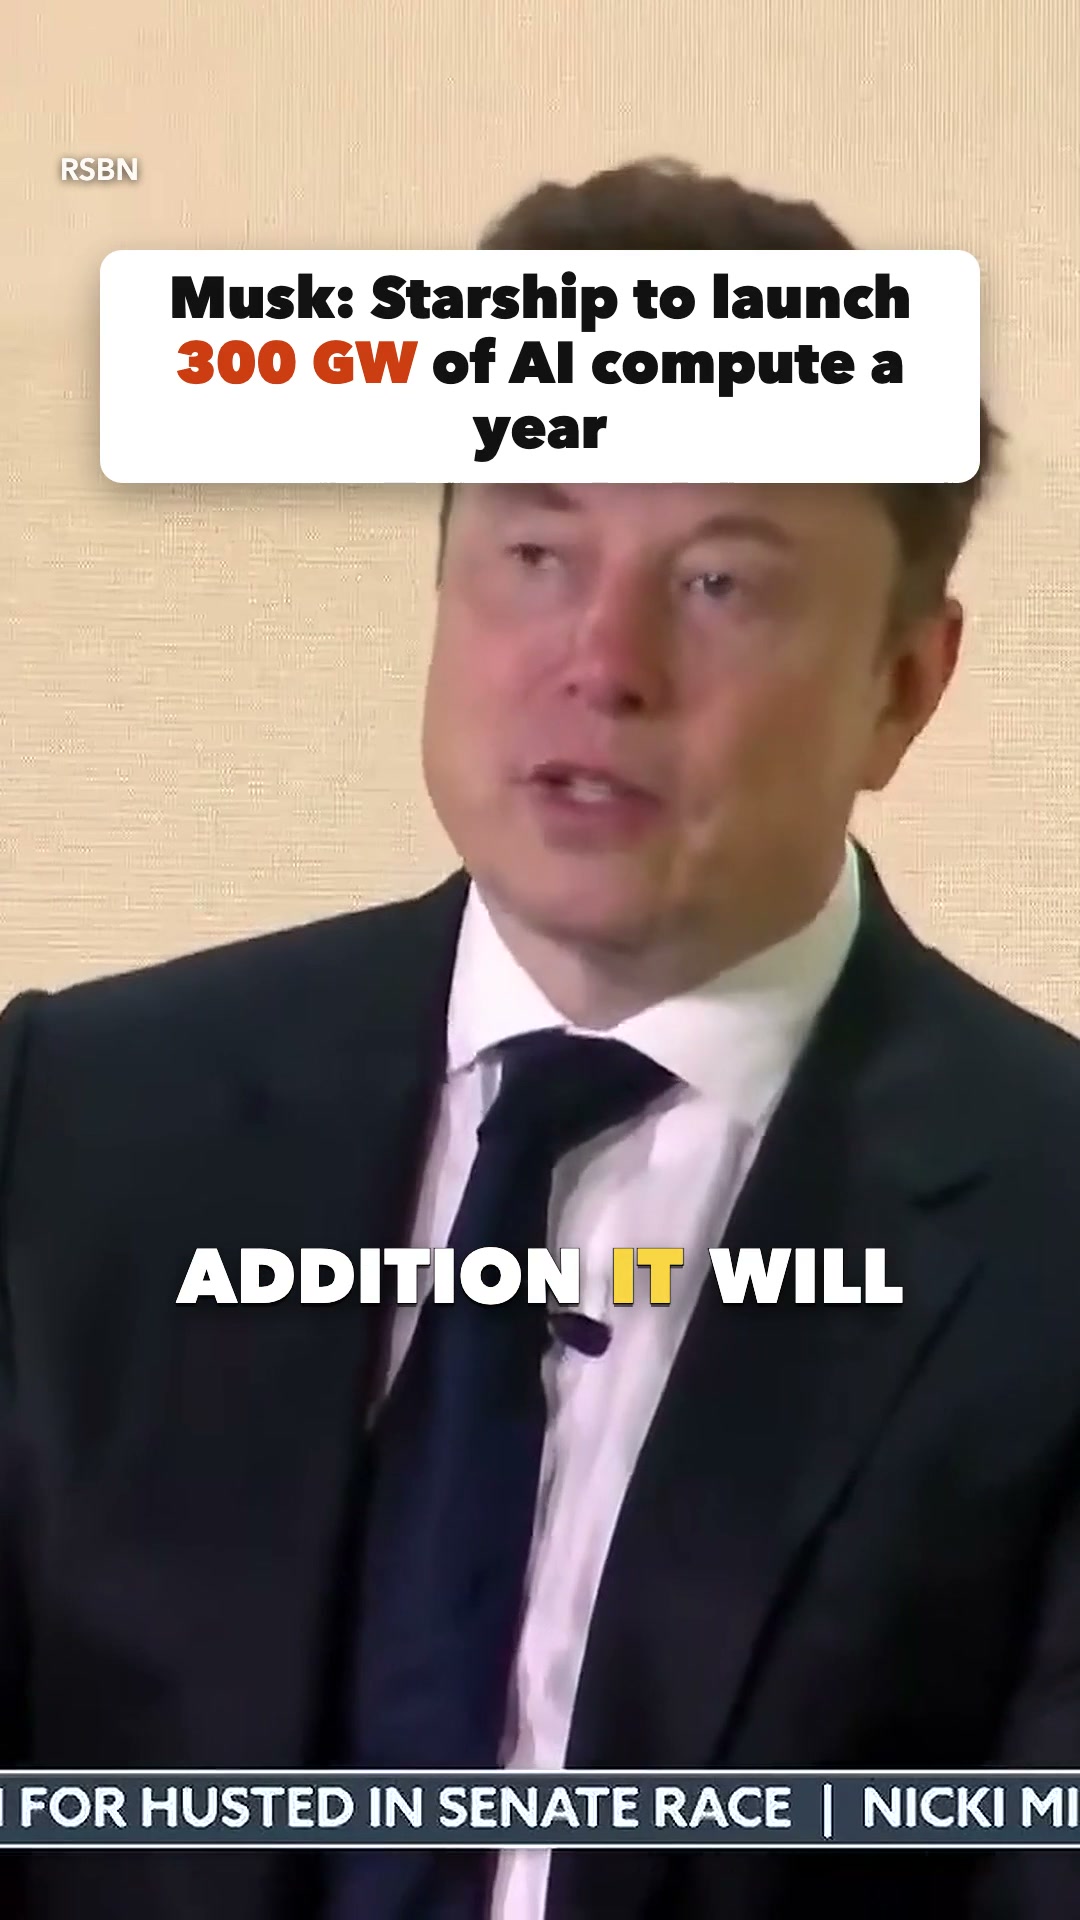 RSBN
Musk: Starship to launch
300 GW of AI compute a
year
ADDITION IT WILL
FOR HUSTED IN SENATE RACE | NICKI MI